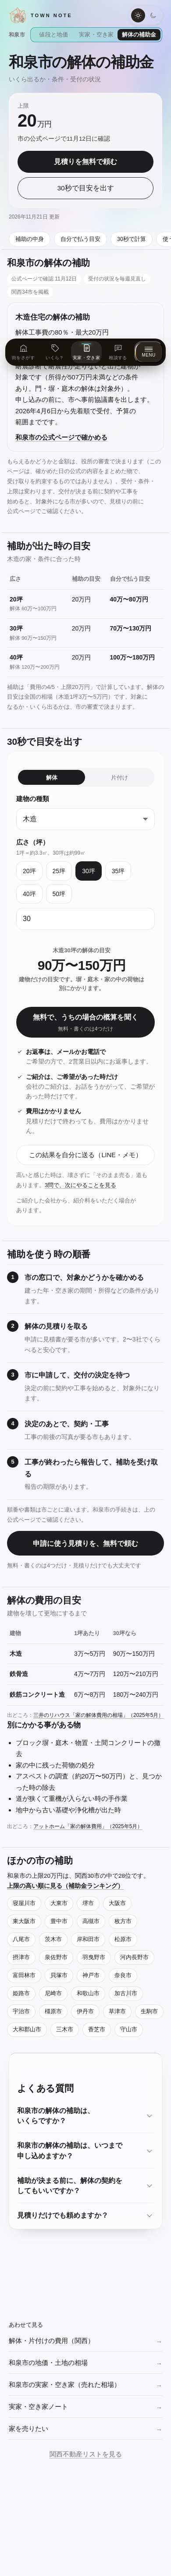 TOWN NOTE
和泉市
値段と地価
実家・空き家
解体の補助金
和泉市の解体の補助金
いくら出るか・条件・受付の状況
上限
20万円
市の公式ページで11月12日に確認
見積りを無料で頼む
30秒で目安を出す
2026年11月21日 更新
補助の中身
自分で払う目安
30秒で計算
和泉市の解体の補助
公式ページで確認 11月12日
受付の状況を毎週見直し
関西34市を掲載
木造住宅の解体の補助
解体工事費の80％・最大20万円
街をさがす
いくら？
実家・空き家
相談する
MENU
対象です（所得が507万円未満などの条件
あり。門・塀・庭木の解体は対象外）。
申し込みの前に、市へ事前協議書を出します。
2026年4月6日から先着順で受付、予算の
範囲までです。
和泉市の公式ページで確かめる
もらえるかどうかと金額は、役所の審査で決まります（この
ページは、確かめた日の公式の内容をまとめた物で、
受け取りを約束するものではありません）。受付・条件・
上限は変わります。交付が決まる前に契約や工事を
始めると、対象外になる市が多いので、見積りの前に
公式ページでご確認ください。
補助が出た時の目安
木造の家・条件に合った時
広さ
補助の目安
自分で払う目安
20坪
解体 60万〜100万円
20万円
40万〜80万円
30坪
解体 90万〜150万円
20万円
70万〜130万円
40坪
解体 120万〜200万円
20万円
100万〜180万円
補助は「費用の4/5・上限20万円」で計算しています。解体の
目安は全国の相場（木造1坪3万〜5万円）です。対象に
なるか・いくら出るかは、市の審査で決まります。
30秒で目安を出す
解体
片付け
建物の種類
木造
広さ（坪）
1坪＝約3.3㎡、30坪は約99㎡
20坪
25坪
30坪
35坪
40坪
50坪
30
木造30坪の解体の目安
90万〜150万円
建物だけの目安です。塀・庭木・家の中の荷物は
別にかかります。
無料で、うちの場合の概算を聞く
無料・書くのは4つだけ
お返事は、メールかお電話で
ご希望の方だけ、2営業日以内にお返事します。
ご紹介は、ご希望があった時だけ
会社のご紹介は、お話をうかがって、ご希望が
あった時だけです。
費用はかかりません
見積りだけで終わっても、費用はかかりませ
ん。
この結果を自分に送る（LINE・メモ）
高いと感じた時は、壊さずに「そのまま売る」道も
あります。3問で、次にやることを見る
ご紹介した会社から、紹介料をいただく場合が
あります。
補助を使う時の順番
1
市の窓口で、対象かどうかを確かめる
建った年・空き家の期間・所得などの条件があり
ます。
2
解体の見積りを取る
申請に見積書が要る市が多いです。2〜3社でくら
べると安心です。
3
市に申請して、交付の決定を待つ
決定の前に契約や工事を始めると、対象外になり
ます。
4
決定のあとで、契約・工事
工事の前後の写真が要る市もあります。
5
工事が終わったら報告して、補助を受け取
る
報告の期限があります。
順番や書類は市ごとに違います。和泉市の手続きは、上の
公式ページでご確認ください。
申請に使う見積りを、無料で頼む
無料・書くのは4つだけ・見積りだけでも大丈夫です
解体の費用の目安
建物を壊して更地にするまで
建物
1坪あたり
30坪なら
木造
3万〜5万円
90万〜150万円
鉄骨造
4万〜7万円
120万〜210万円
鉄筋コンクリート造
6万〜8万円
180万〜240万円
出どころ：三井のリハウス「家の解体費用の相場」（2025年5月）
別にかかる事がある物
ブロック塀・庭木・物置・土間コンクリートの撤
去
家の中に残った荷物の処分
アスベストの調査（約20万〜50万円）と、見つかっ
た時の除去
道が狭くて重機が入らない時の手作業
地中から古い基礎や浄化槽が出た時
出どころ：アットホーム「家の解体費用」（2025年5月）
ほかの市の補助
和泉市の上限20万円は、関西30市の中で28位です。
上限の高い順に見る（補助金ランキング）
寝屋川市
大東市
堺市
大阪市
東大阪市
豊中市
高槻市
枚方市
八尾市
茨木市
岸和田市
松原市
摂津市
泉佐野市
羽曳野市
河内長野市
富田林市
貝塚市
神戸市
奈良市
姫路市
尼崎市
和歌山市
加古川市
宇治市
橿原市
伊丹市
草津市
生駒市
大和郡山市
三木市
香芝市
守山市
よくある質問
和泉市の解体の補助は、
いくらですか？
和泉市の解体の補助は、いつまで
申し込めますか？
補助が決まる前に、解体の契約を
してもいいですか？
見積りだけでも頼めますか？
あわせて見る
解体・片付けの費用（関西）
→
和泉市の地価・土地の相場
→
和泉市の実家・空き家（売れた相場）
→
実家・空き家ノート
→
家を売りたい
→
関西不動産リストを見る